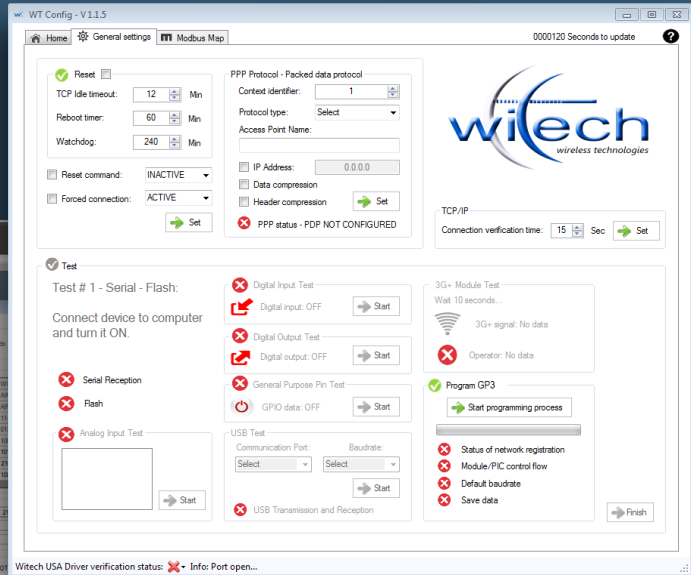 WT Config - V 1.1.5
Home
General settings
Modbus Map
0000120 Seconds to update
?
Reset
TCP Idle timeout: 12 Min
Reboot timer: 60 Min
Watchdog: 240 Min
Reset command: INACTIVE
Forced connection: ACTIVE
Set
PPP Protocol - Packed data protocol
Context identifier: 1
Protocol type: Select
Access Point Name:
IP Address: 0.0.0.0
Data compression
Header compression
Set
PPP status - PDP NOT CONFIGURED
witech
wireless technologies
TCP/IP
Connection verification time: 15 Sec Set
Test
Test # 1 - Serial - Flash:
Connect device to computer
and turn it ON.
Serial Reception
Flash
Analog Input Test
Start
Digital Input Test
Digital input: OFF Start
Digital Output Test
Digital output: OFF Start
General Purpose Pin Test
GPIO data: OFF Start
USB Test
Communication Port: Baudrate:
Select Select
Start
USB Transmission and Reception
3G+ Module Test
Wait 10 seconds...
3G+ signal: No data
Operator: No data
Program GP3
Start programming process
Status of network registration
Module/PIC control flow
Default baudrate
Save data
Finish
Witech USA Driver verification status: Info: Port open...